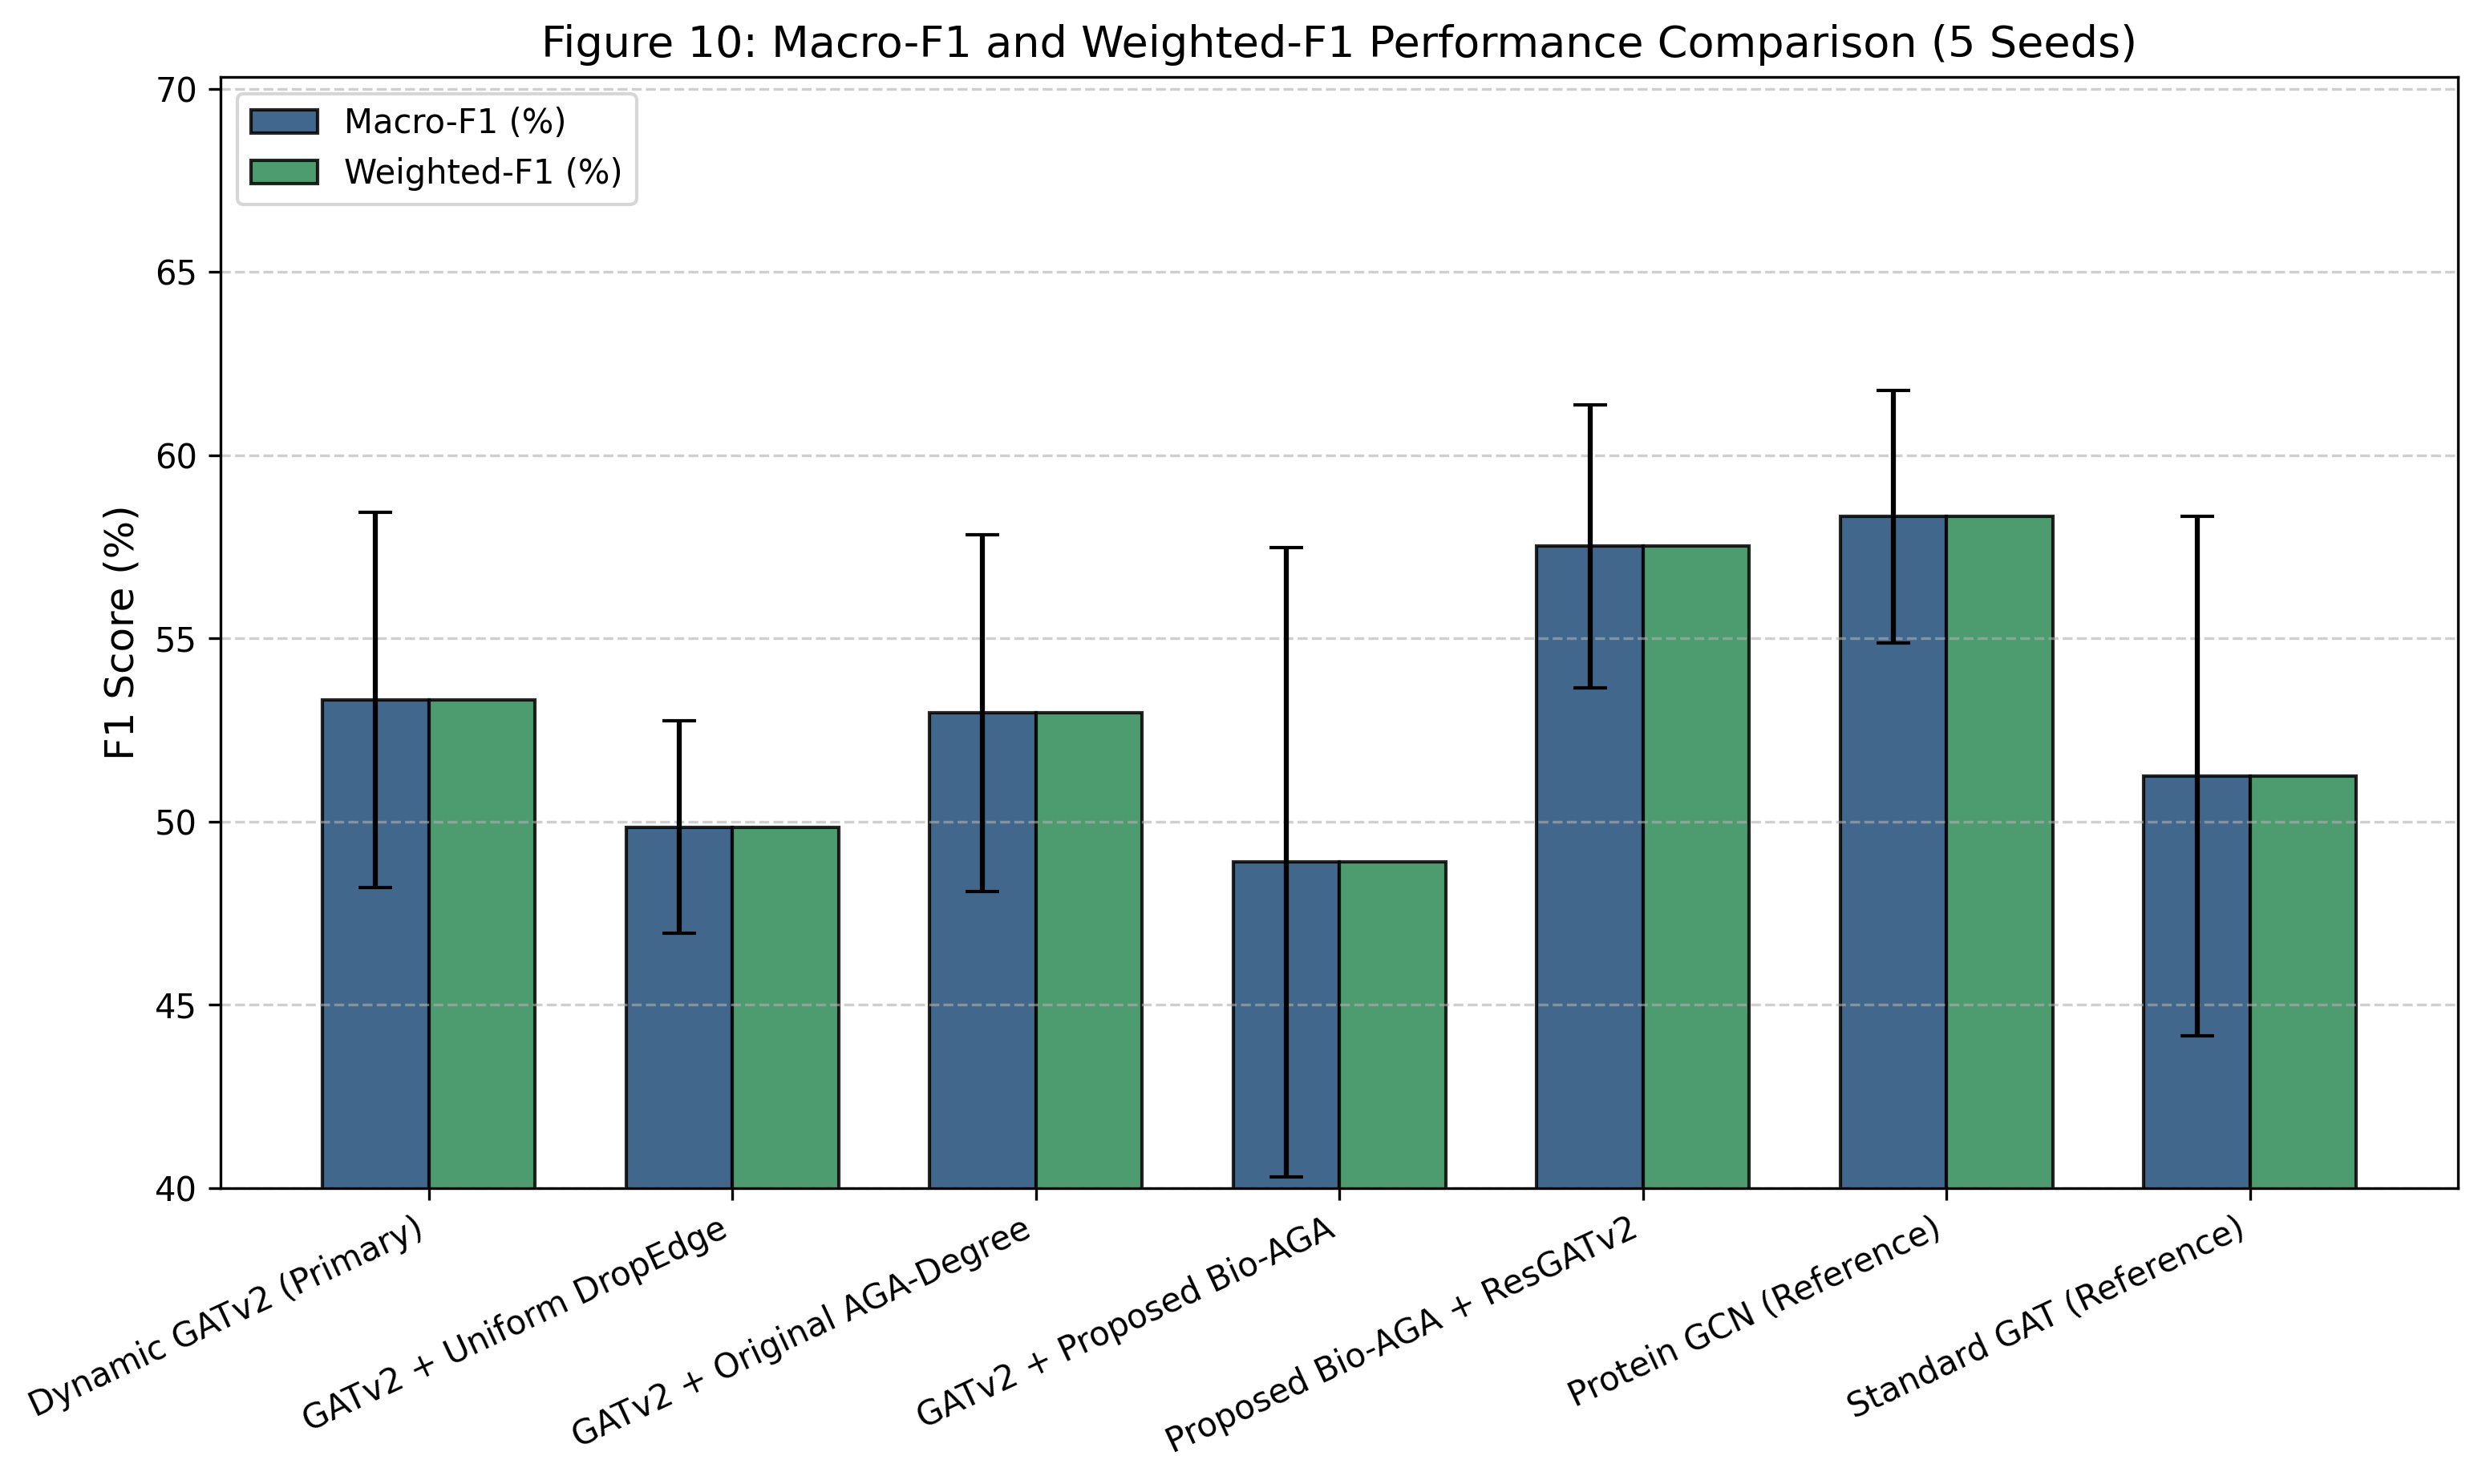 Figure 10: Macro-F1 and Weighted-F1 Performance Comparison (5 Seeds)
Macro-F1 (%)
Weighted-F1 (%)
F1 Score (%)
70
65
60
55
50
45
40
Dynamic GATv2 (Primary)
GATv2 + Uniform DropEdge
GATv2 + Original AGA-Degree
GATv2 + Proposed Bio-AGA
Proposed Bio-AGA + ResGATv2
Protein GCN (Reference)
Standard GAT (Reference)